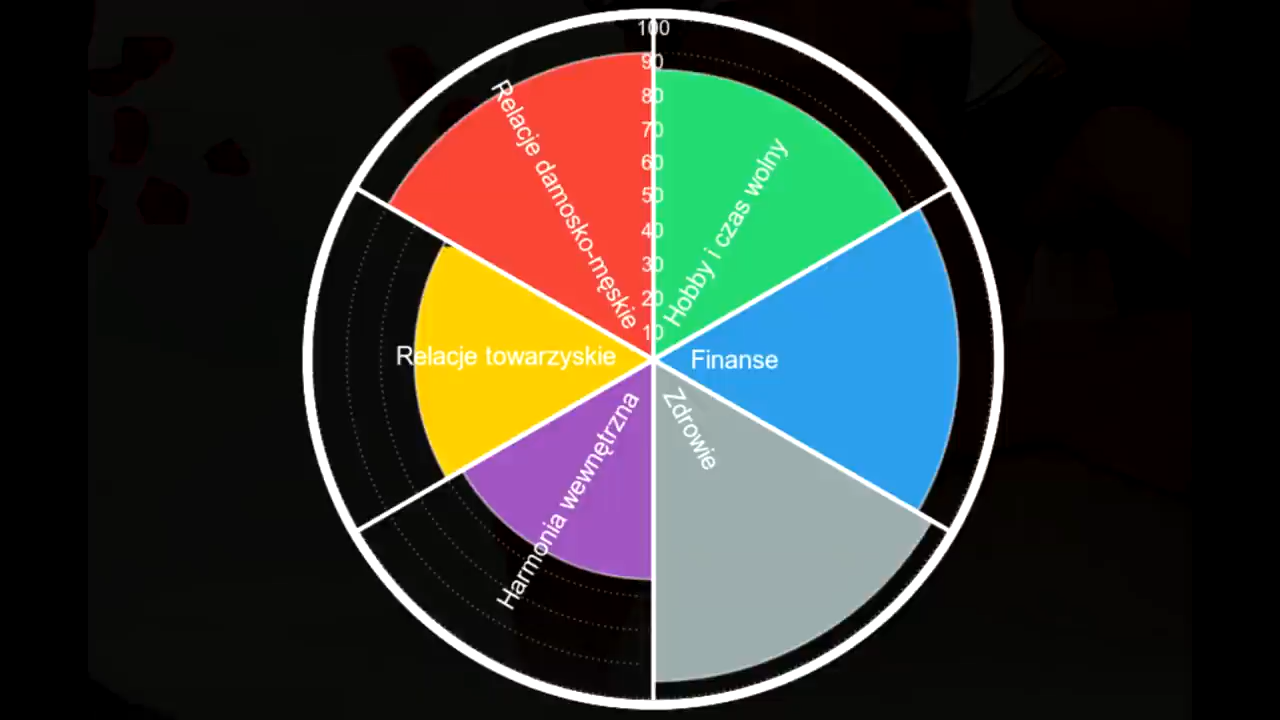 100
90
80
70
60
50
40
30
20
10
Relacje damosko-męskie
Hobby i czas wolny
Relacje towarzyskie
Finanse
Harmonia wewnętrzna
Zdrowie